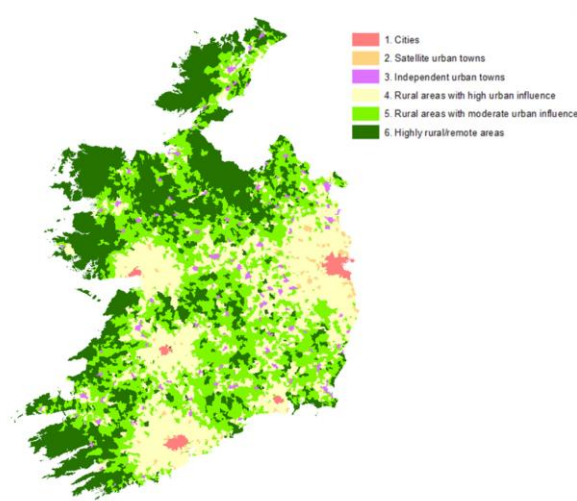 1. Cities
2. Satellite urban towns
3. Independent urban towns
4. Rural areas with high urban influence
5. Rural areas with moderate urban influence
6. Highly rural/remote areas